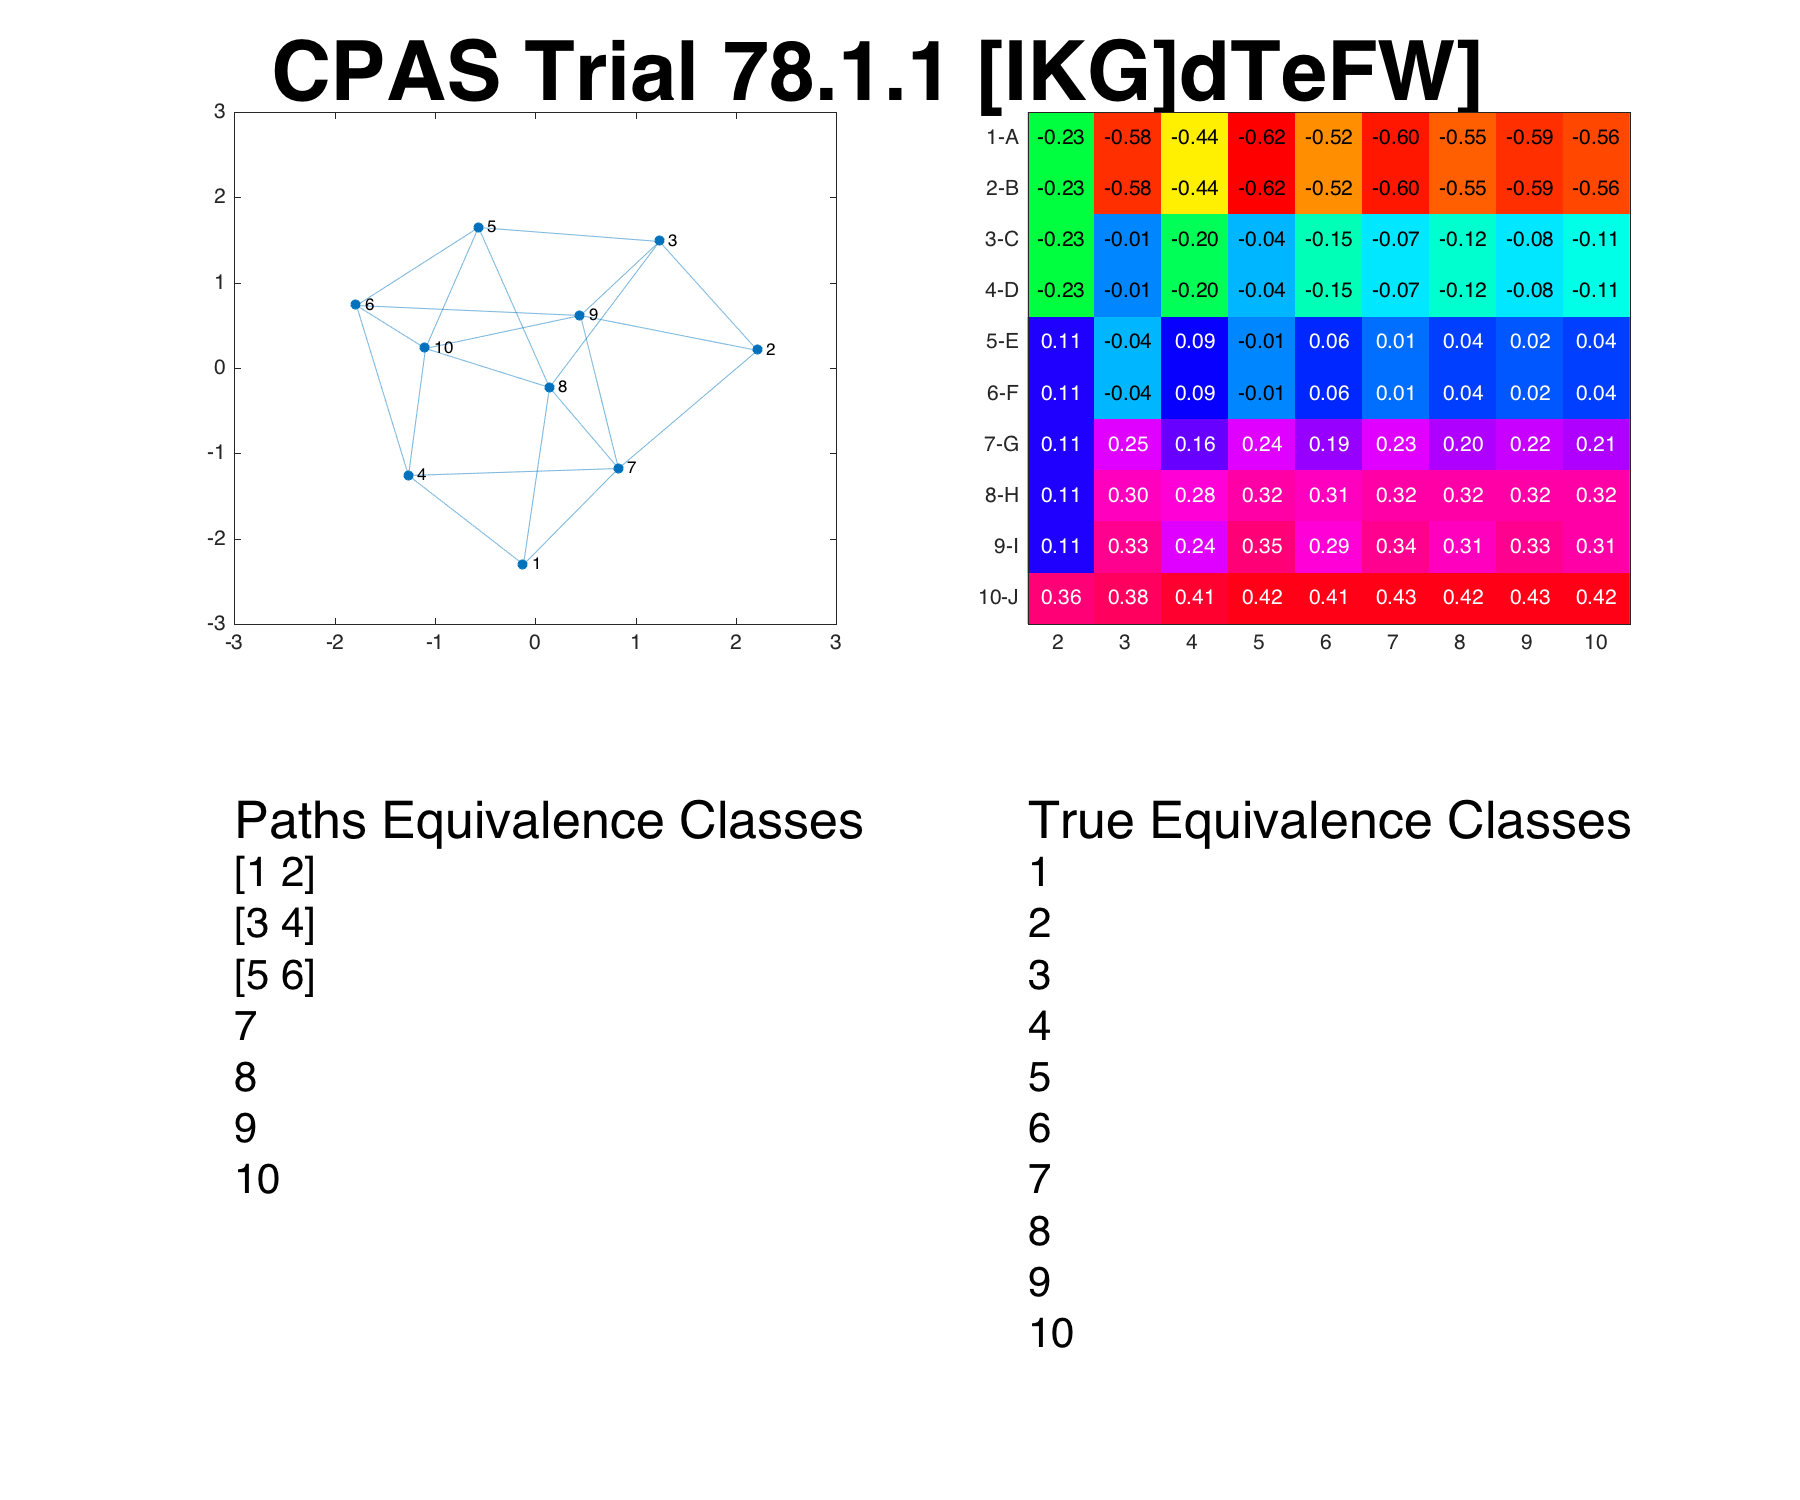 CPAS Trial 78.1.1 [IKG]dTeFW]
3
2
1
0
-1
-2
-3
-3 -2 -1 0 1 2 3
5
3
6
9
10
2
8
7
4
1
1-A -0.23 -0.58 -0.44 -0.62 -0.52 -0.60 -0.55 -0.59 -0.56
2-B -0.23 -0.58 -0.44 -0.62 -0.52 -0.60 -0.55 -0.59 -0.56
3-C -0.23 -0.01 -0.20 -0.04 -0.15 -0.07 -0.12 -0.08 -0.11
4-D -0.23 -0.01 -0.20 -0.04 -0.15 -0.07 -0.12 -0.08 -0.11
5-E 0.11 -0.04 0.09 -0.01 0.06 0.01 0.04 0.02 0.04
6-F 0.11 -0.04 0.09 -0.01 0.06 0.01 0.04 0.02 0.04
7-G 0.11 0.25 0.16 0.24 0.19 0.23 0.20 0.22 0.21
8-H 0.11 0.30 0.28 0.32 0.31 0.32 0.32 0.32 0.32
9-I 0.11 0.33 0.24 0.35 0.29 0.34 0.31 0.33 0.31
10-J 0.36 0.38 0.41 0.42 0.41 0.43 0.42 0.43 0.42
2 3 4 5 6 7 8 9 10
Paths Equivalence Classes
[1 2]
[3 4]
[5 6]
7
8
9
10
True Equivalence Classes
1
2
3
4
5
6
7
8
9
10